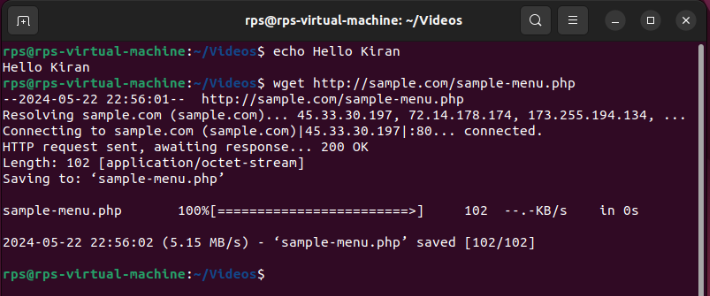 rps@rps-virtual-machine: ~/Videos
rps@rps-virtual-machine:~/Videos$ echo Hello Kiran
Hello Kiran
rps@rps-virtual-machine:~/Videos$ wget http://sample.com/sample-menu.php
--2024-05-22 22:56:01--  http://sample.com/sample-menu.php
Resolving sample.com (sample.com)... 45.33.30.197, 72.14.178.174, 173.255.194.134, ...
Connecting to sample.com (sample.com)|45.33.30.197|:80... connected.
HTTP request sent, awaiting response... 200 OK
Length: 102 [application/octet-stream]
Saving to: ‘sample-menu.php’
sample-menu.php       100%[========================>]     102  --.-KB/s    in 0s
2024-05-22 22:56:02 (5.15 MB/s) - ‘sample-menu.php’ saved [102/102]
rps@rps-virtual-machine:~/Videos$